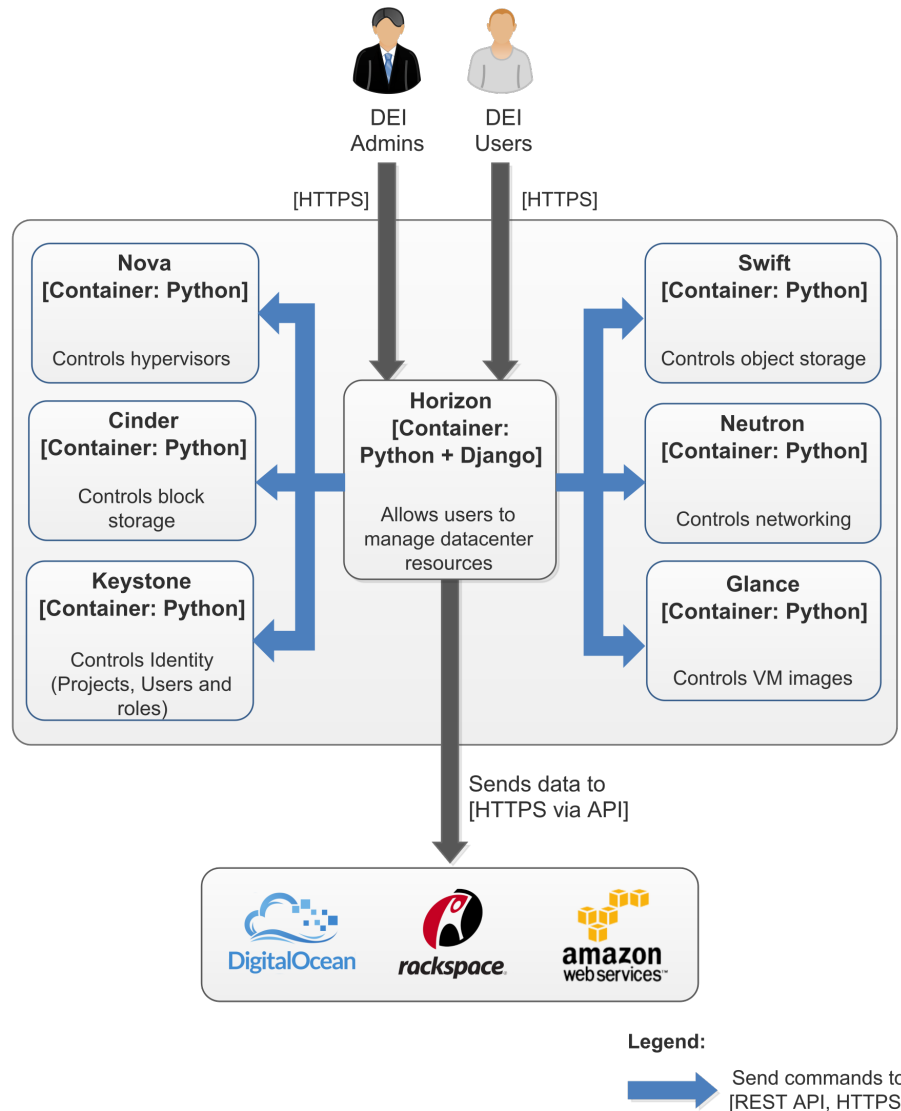 DEI
Admins
DEI
Users
[HTTPS]
[HTTPS]
Nova
[Container: Python]
Controls hypervisors
Cinder
[Container: Python]
Controls block
storage
Keystone
[Container: Python]
Controls Identity
(Projects, Users and
roles)
Horizon
[Container:
Python + Django]
Allows users to
manage datacenter
resources
Swift
[Container: Python]
Controls object storage
Neutron
[Container: Python]
Controls networking
Glance
[Container: Python]
Controls VM images
Sends data to
[HTTPS via API]
DigitalOcean
rackspace.
amazon
webservices™
Legend:
Send commands to
[REST API, HTTPS